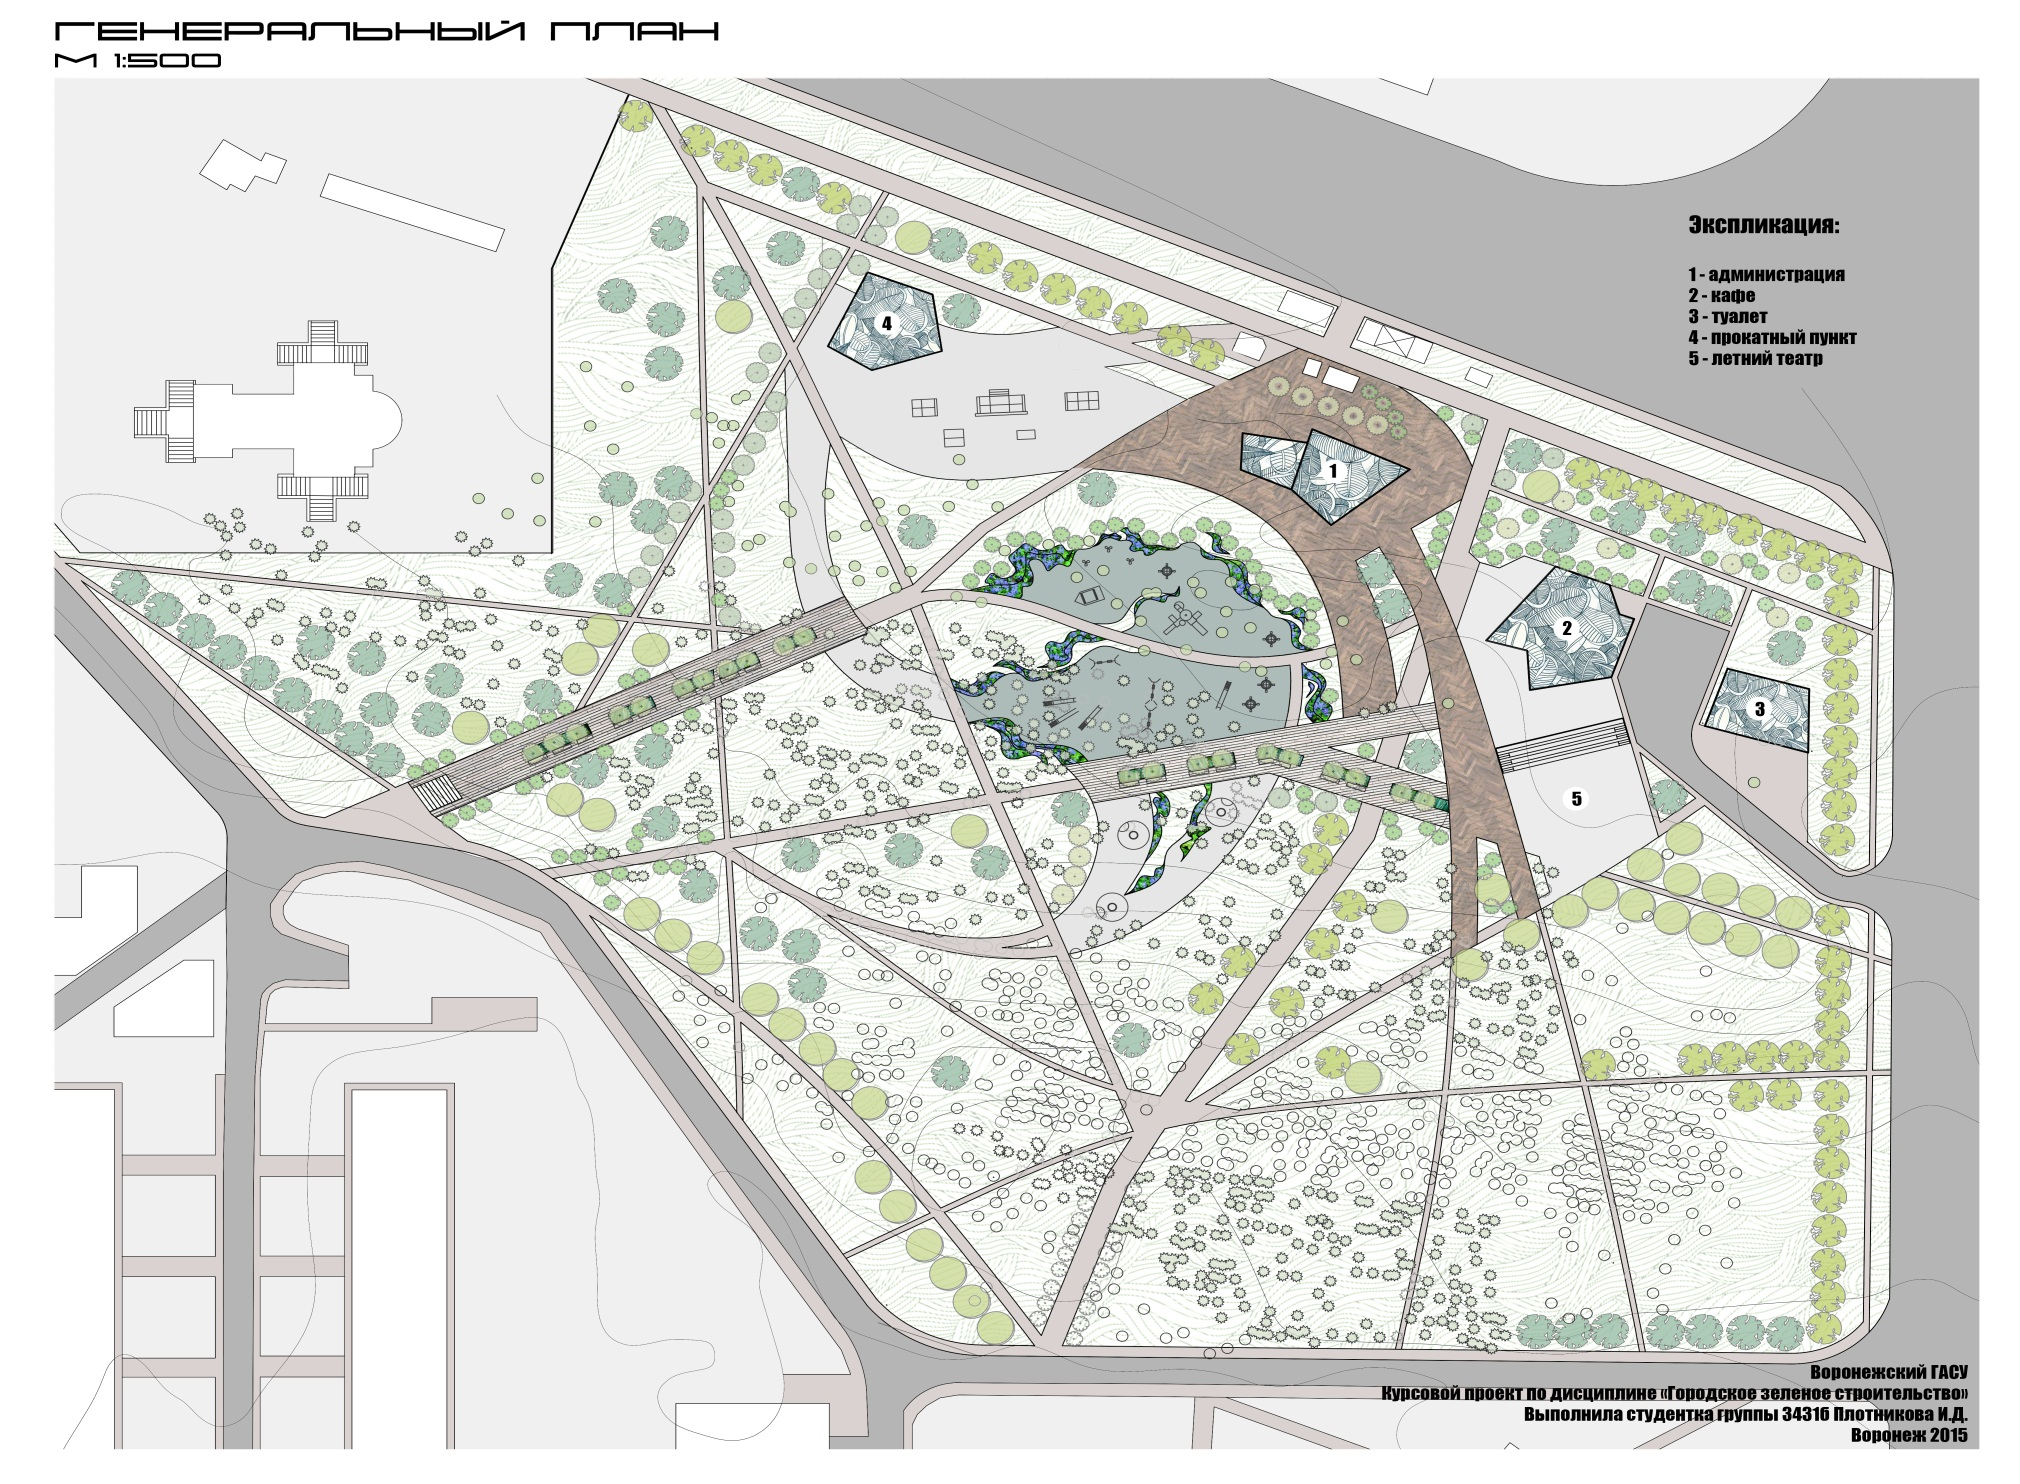 ГЕНЕРАЛЬНЫЙ ПЛАН
М 1:500
Экспликация:
1 - администрация
2 - кафе
3 - туалет
4 - прокатный пункт
5 - летний театр
4
1
2
3
5
Воронежский ГАСУ
Курсовой проект по дисциплине «Городское зеленое строительство»
Выполнила студентка группы 3431б Плотникова И.Д.
Воронеж 2015